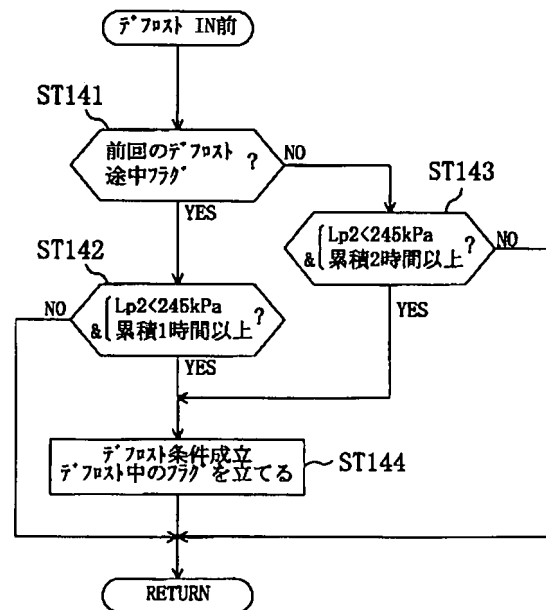 ﾃﾞﾌﾛｽﾄ IN前
ST141
前回のﾃﾞﾌﾛｽﾄ
途中ﾌﾗｸﾞ ?
NO
YES
ST143
Lp2<245kPa
& 累積2時間以上 ?
NO
YES
ST142
NO
Lp2<245kPa
& 累積1時間以上 ?
YES
ﾃﾞﾌﾛｽﾄ条件成立
ﾃﾞﾌﾛｽﾄ中のﾌﾗｸﾞを立てる
ST144
RETURN